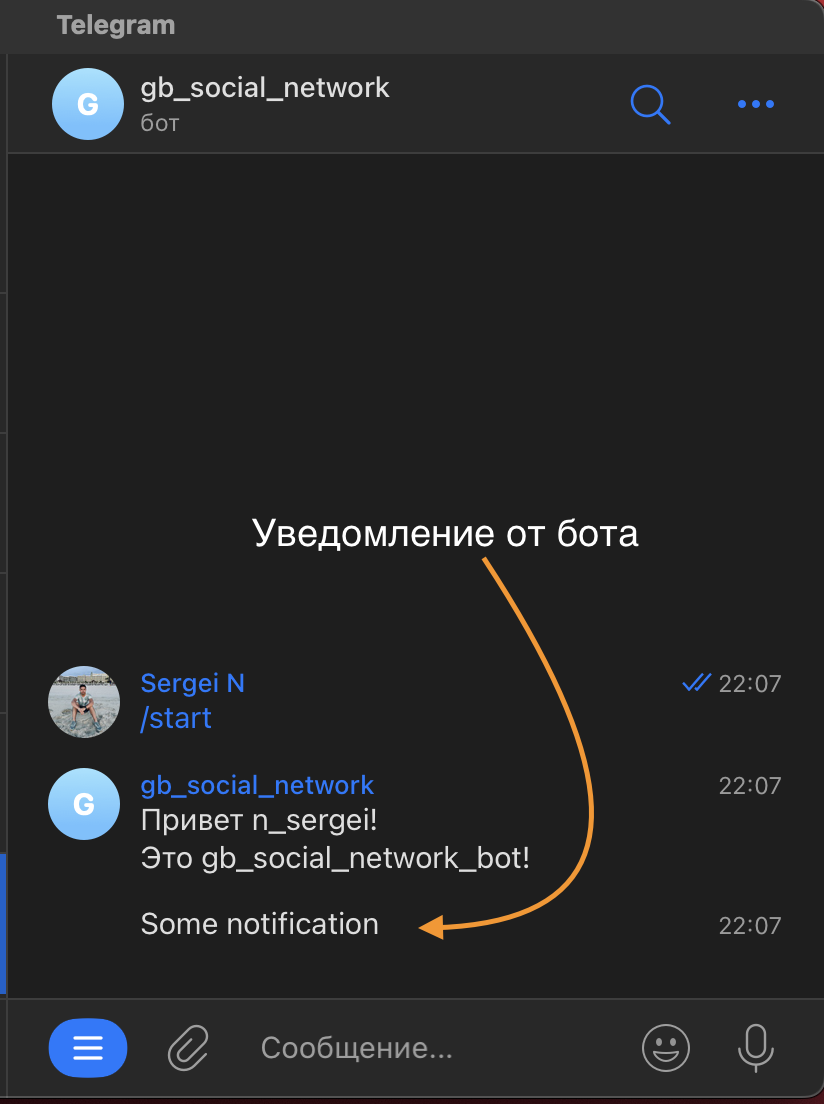 Telegram
G
gb_social_network
бот
Уведомление от бота
Sergei N
22:07
/start
G
gb_social_network
22:07
Привет n_sergei!
Это gb_social_network_bot!
Some notification
22:07
Сообщение...